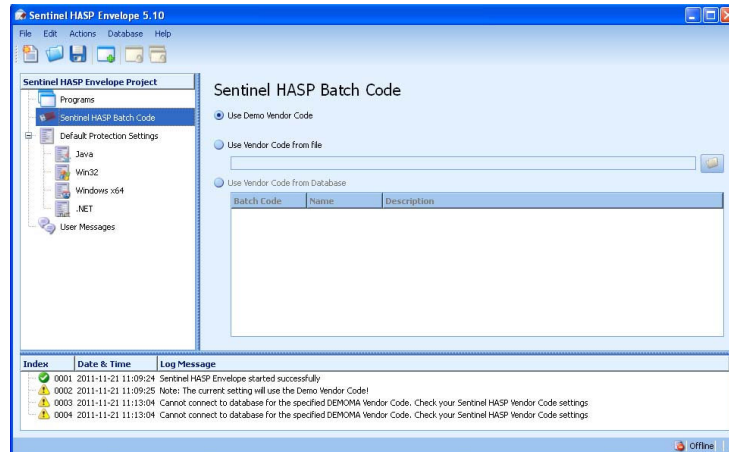 Sentinel HASP Envelope 5.10
File Edit Actions Database Help
Sentinel HASP Envelope Project
Programs
Sentinel HASP Batch Code
Default Protection Settings
Java
Win32
Windows x64
.NET
User Messages
Sentinel HASP Batch Code
Use Demo Vendor Code
Use Vendor Code from file
Use Vendor Code from Database
Batch Code Name Description
Index Date & Time Log Message
0001 2011-11-21 11:09:24 Sentinel HASP Envelope started successfully
0002 2011-11-21 11:09:25 Note: The current setting will use the Demo Vendor Code!
0003 2011-11-21 11:13:04 Cannot connect to database for the specified DEMOMA Vendor Code. Check your Sentinel HASP Vendor Code settings
0004 2011-11-21 11:13:04 Cannot connect to database for the specified DEMOMA Vendor Code. Check your Sentinel HASP Vendor Code settings
Offline